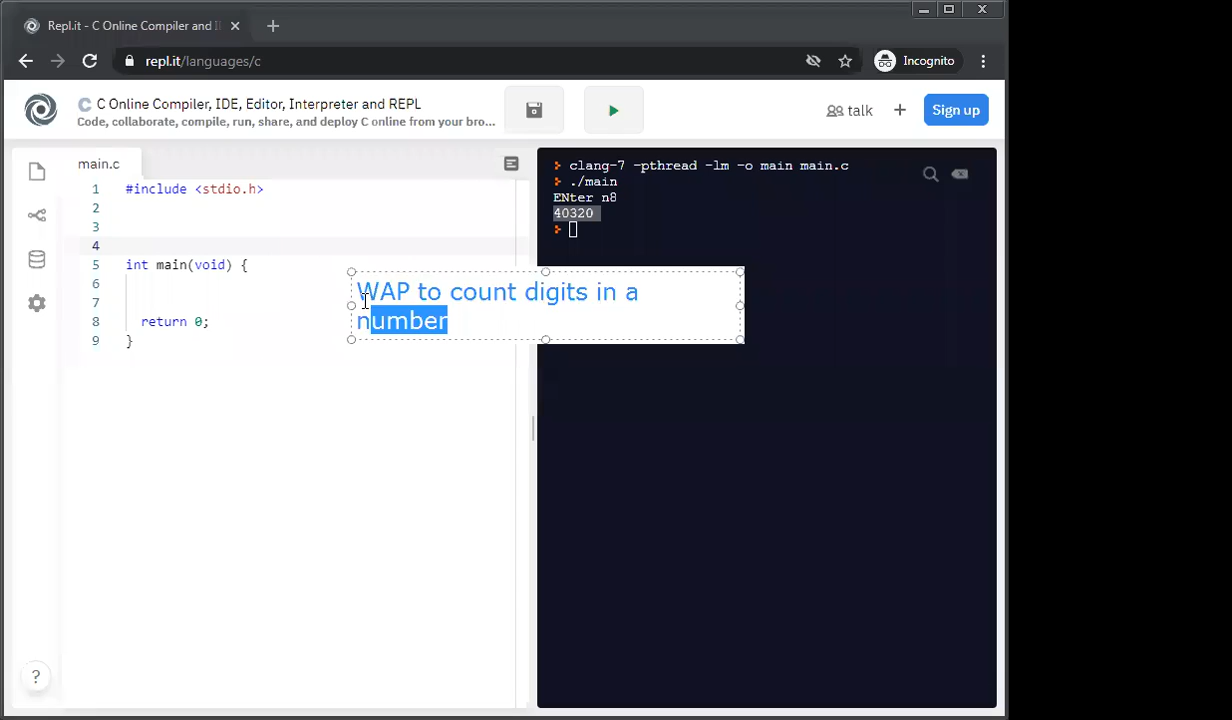 Repl.it - C Online Compiler and I
repl.it/languages/c
Incognito
C Online Compiler, IDE, Editor, Interpreter and REPL
Code, collaborate, compile, run, share, and deploy C online from your bro...
talk
+
Sign up
main.c
1 #include <stdio.h>
2
3
4
5 int main(void) {
6
7
8 return 0;
9 }
clang-7 -pthread -lm -o main main.c
./main
ENter n8
40320
WAP to count digits in a
number
?